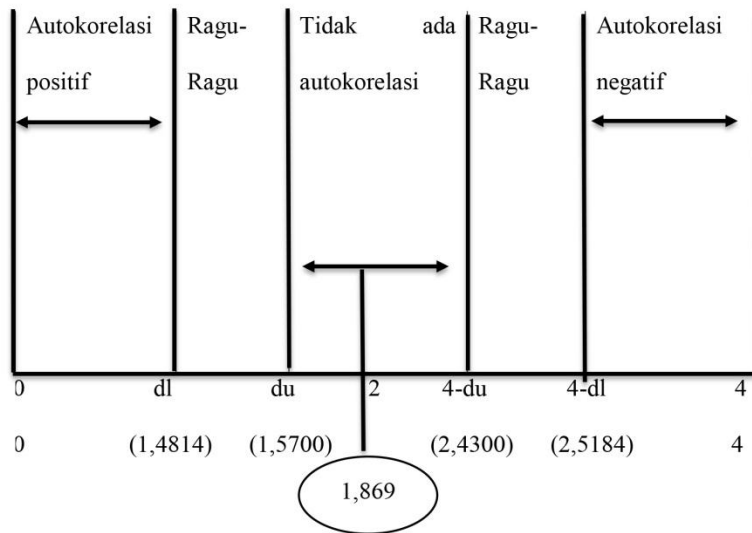 Autokorelasi positif
Ragu-Ragu
Tidak ada autokorelasi
Ragu-Ragu
Autokorelasi negatif
0 dl du 2 4-du 4-dl 4
0 (1,4814) (1,5700) (2,4300) (2,5184) 4
1,869